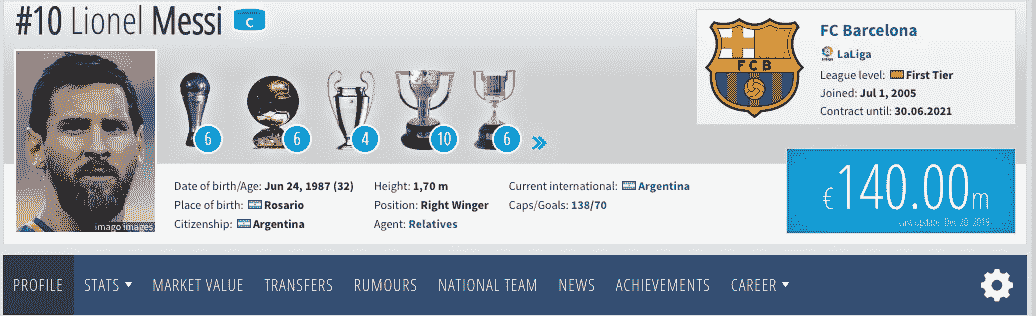 #10 Lionel Messi C
6 6 4 10 6
imago images
Date of birth/Age: Jun 24, 1987 (32)
Place of birth: Rosario
Citizenship: Argentina
Height: 1,70 m
Position: Right Winger
Agent: Relatives
Current international: Argentina
Caps/Goals: 138/70
FCB
FC Barcelona
LaLiga
League level: First Tier
Joined: Jul 1, 2005
Contract until: 30.06.2021
€140.00m
Last update: Dec 20, 2019
PROFILE STATS MARKET VALUE TRANSFERS RUMOURS NATIONAL TEAM NEWS ACHIEVEMENTS CAREER